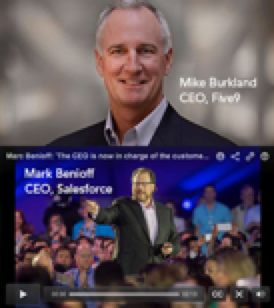 Mike Burkland
CEO, Five9
Marc Benioff: 'The CEO is now in charge of the custome...
Mark Benioff
CEO, Salesforce